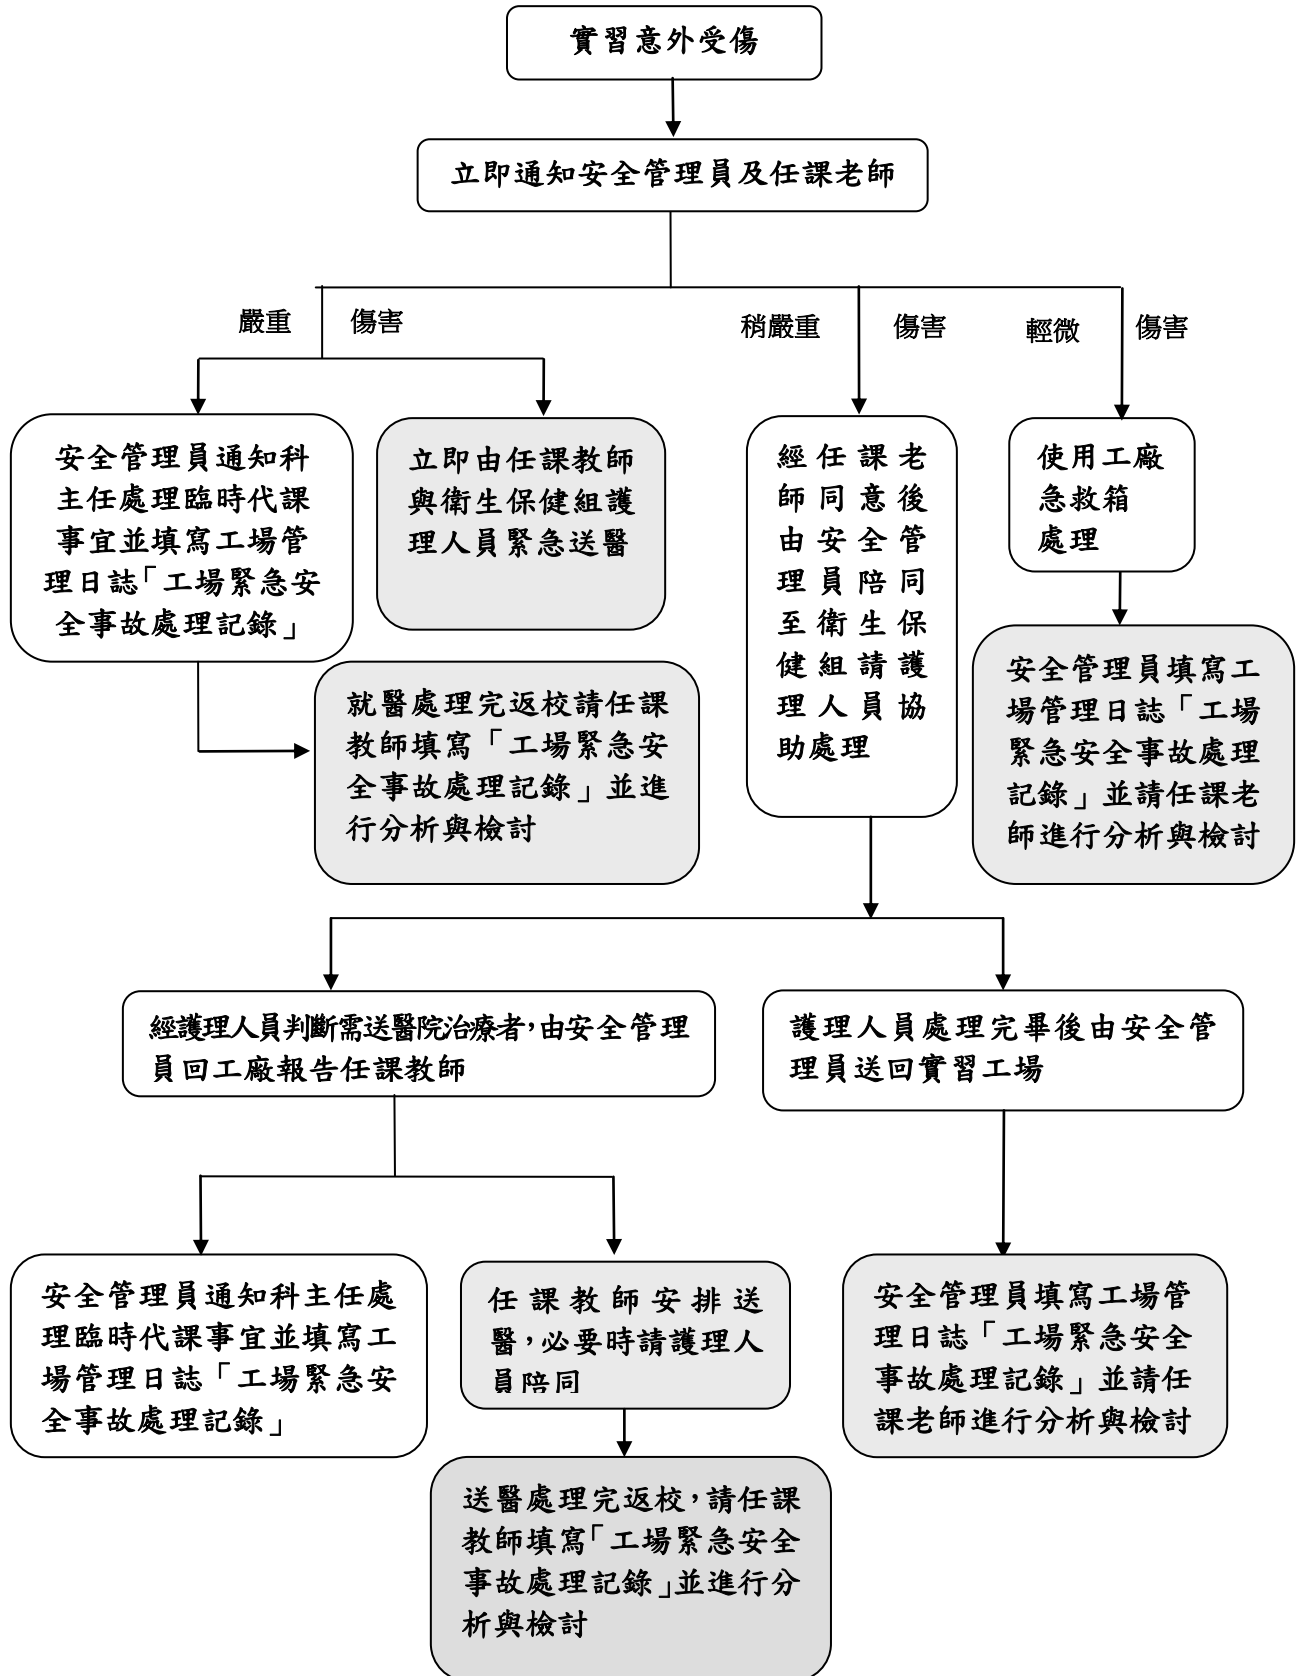 實習意外受傷
立即通知安全管理員及任課老師
嚴重 傷害
稍嚴重 傷害
輕微 傷害
安全管理員通知科
主任處理臨時代課
事宜並填寫工場管
理日誌「工場緊急安
全事故處理記錄」
立即由任課教師
與衛生保健組護
理人員緊急送醫
經任課老
師同意後
由安全管
理員陪同
至衛生保
健組請護
理人員協
助處理
使用工廠
急救箱
處理
就醫處理完返校請任課
教師填寫「工場緊急安
全事故處理記錄」並進
行分析與檢討
安全管理員填寫工
場管理日誌「工場
緊急安全事故處理
記錄」並請任課老
師進行分析與檢討
經護理人員判斷需送醫院治療者,由安全管理
員回工廠報告任課教師
護理人員處理完畢後由安全管
理員送回實習工場
安全管理員通知科主任處
理臨時代課事宜並填寫工
場管理日誌「工場緊急安
全事故處理記錄」
任課教師安排送
醫,必要時請護理人
員陪同
安全管理員填寫工場管
理日誌「工場緊急安全
事故處理記錄」並請任
課老師進行分析與檢討
送醫處理完返校,請任課
教師填寫「工場緊急安全
事故處理記錄」並進行分
析與檢討